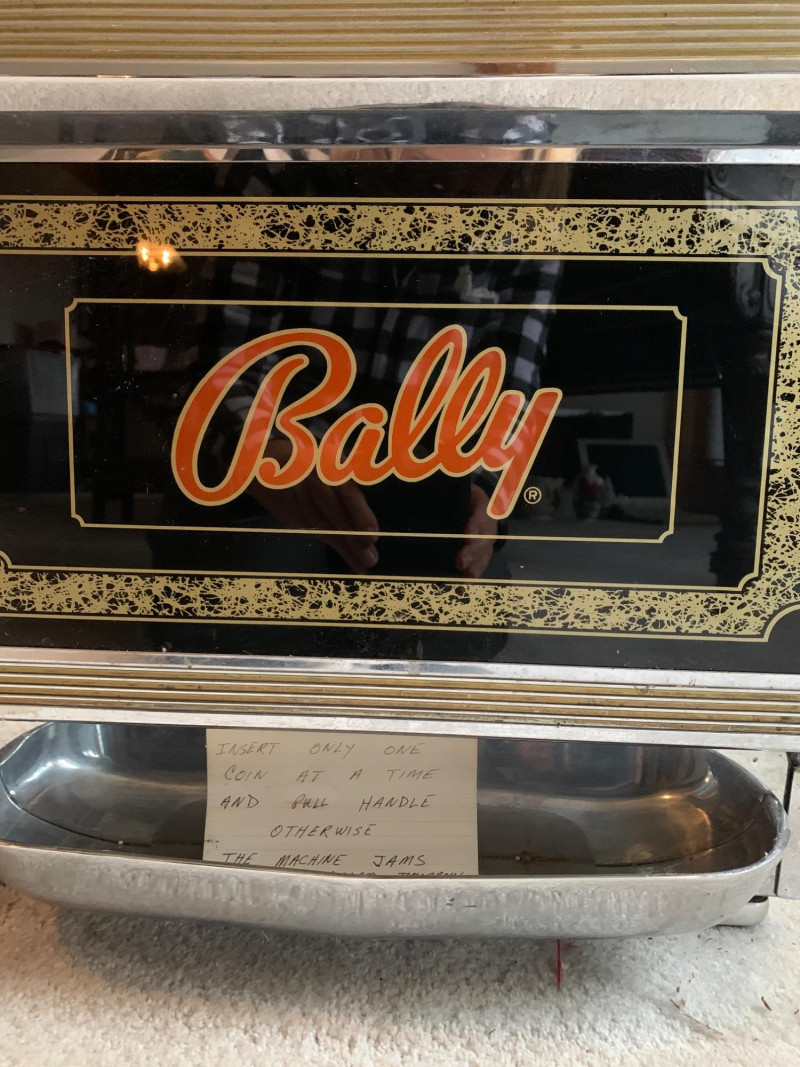 Bally®
INSERT ONLY ONE
COIN AT A TIME
AND PULL HANDLE
OTHERWISE
THE MACHINE JAMS